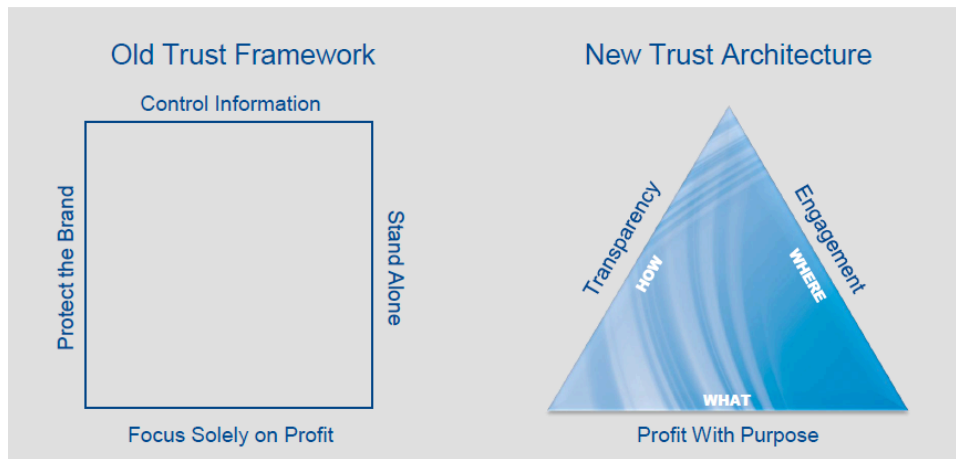 Old Trust Framework
Control Information
Protect the Brand
Stand Alone
Focus Solely on Profit
New Trust Architecture
Transparency
HOW
Engagement
WHERE
WHAT
Profit With Purpose